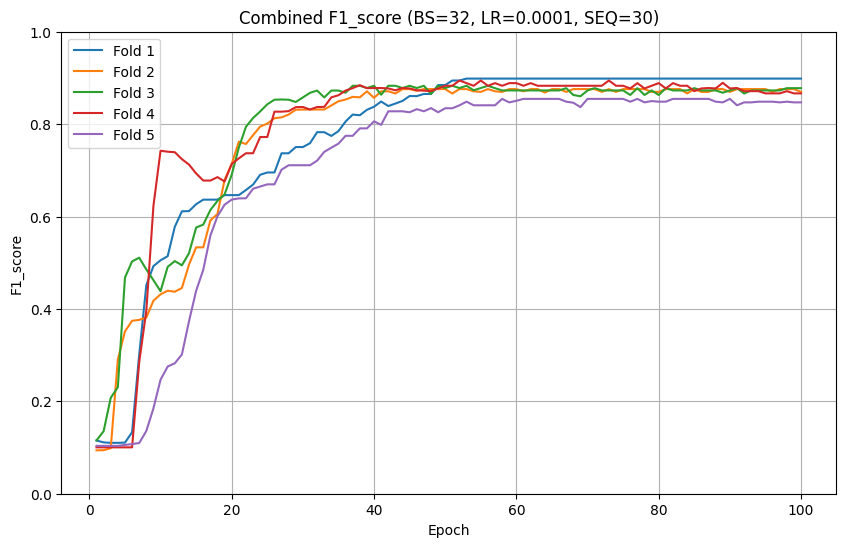 Combined F1_score (BS=32, LR=0.0001, SEQ=30)
1.0
0.8
0.6
0.4
0.2
0.0
F1_score
Fold 1
Fold 2
Fold 3
Fold 4
Fold 5
0
20
40
60
80
100
Epoch